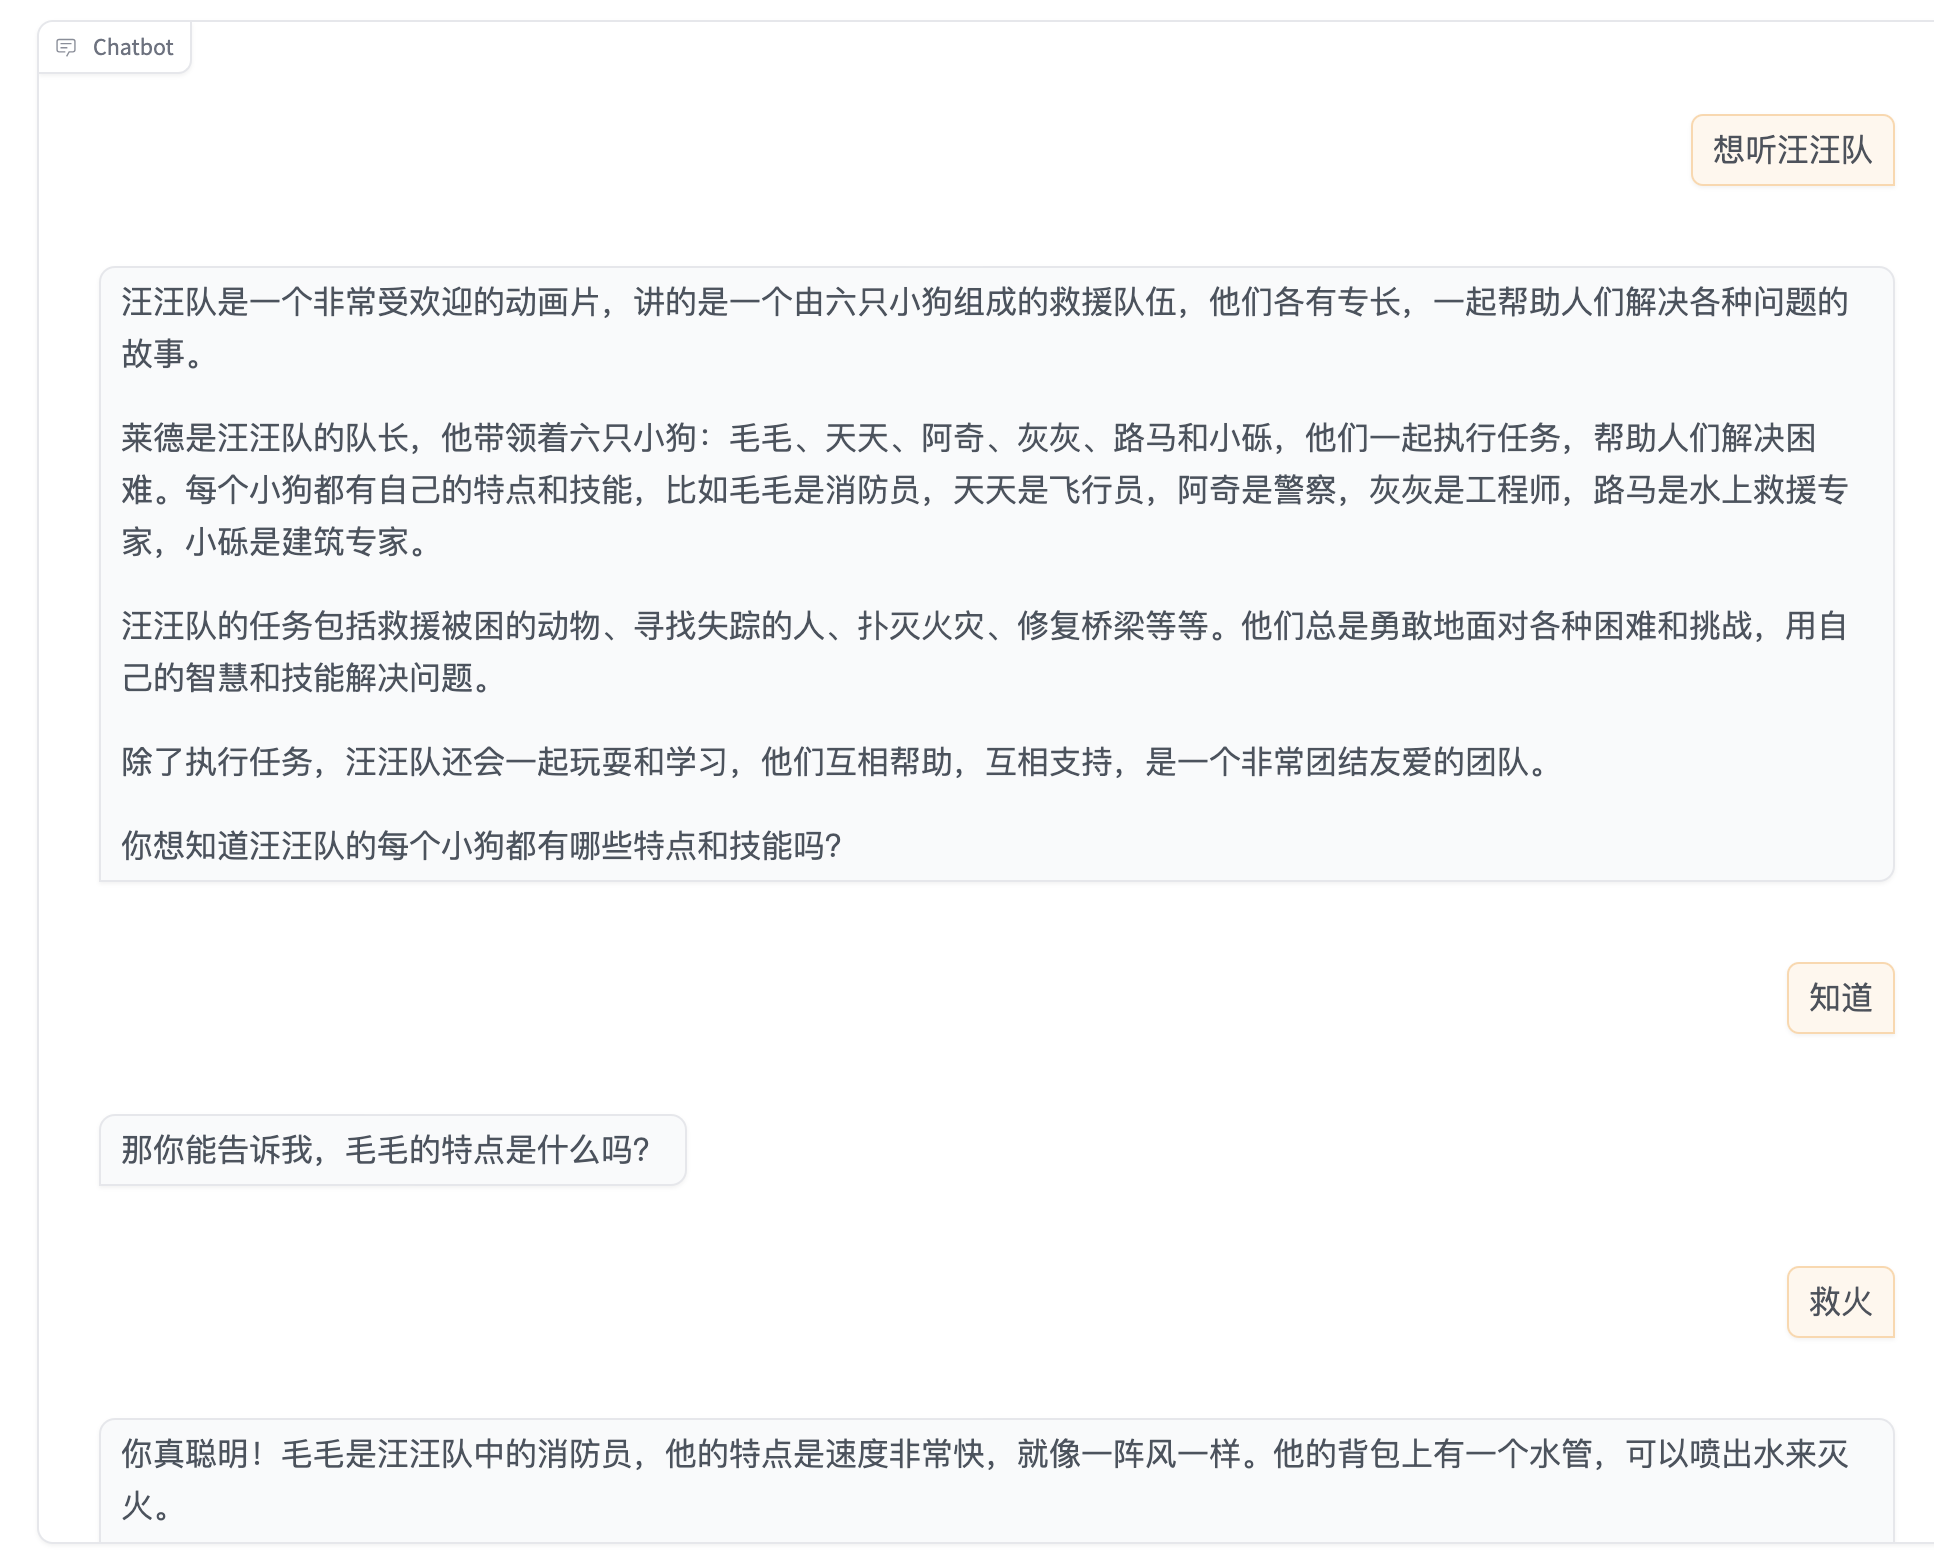 Chatbot
想听汪汪队
汪汪队是一个非常受欢迎的动画片，讲的是一个由六只小狗组成的救援队伍，他们各有专长，一起帮助人们解决各种问题的
故事。
莱德是汪汪队的队长，他带领着六只小狗：毛毛、天天、阿奇、灰灰、路马和小砾，他们一起执行任务，帮助人们解决困
难。每个小狗都有自己的特点和技能，比如毛毛是消防员，天天是飞行员，阿奇是警察，灰灰是工程师，路马是水上救援专
家，小砾是建筑专家。
汪汪队的任务包括救援被困的动物、寻找失踪的人、扑灭火灾、修复桥梁等等。他们总是勇敢地面对各种困难和挑战，用自
己的智慧和技能解决问题。
除了执行任务，汪汪队还会一起玩耍和学习，他们互相帮助，互相支持，是一个非常团结友爱的团队。
你想知道汪汪队的每个小狗都有哪些特点和技能吗？
知道
那你能告诉我，毛毛的特点是什么吗？
救火
你真聪明！毛毛是汪汪队中的消防员，他的特点是速度非常快，就像一阵风一样。他的背包上有一个水管，可以喷出水来灭
火。